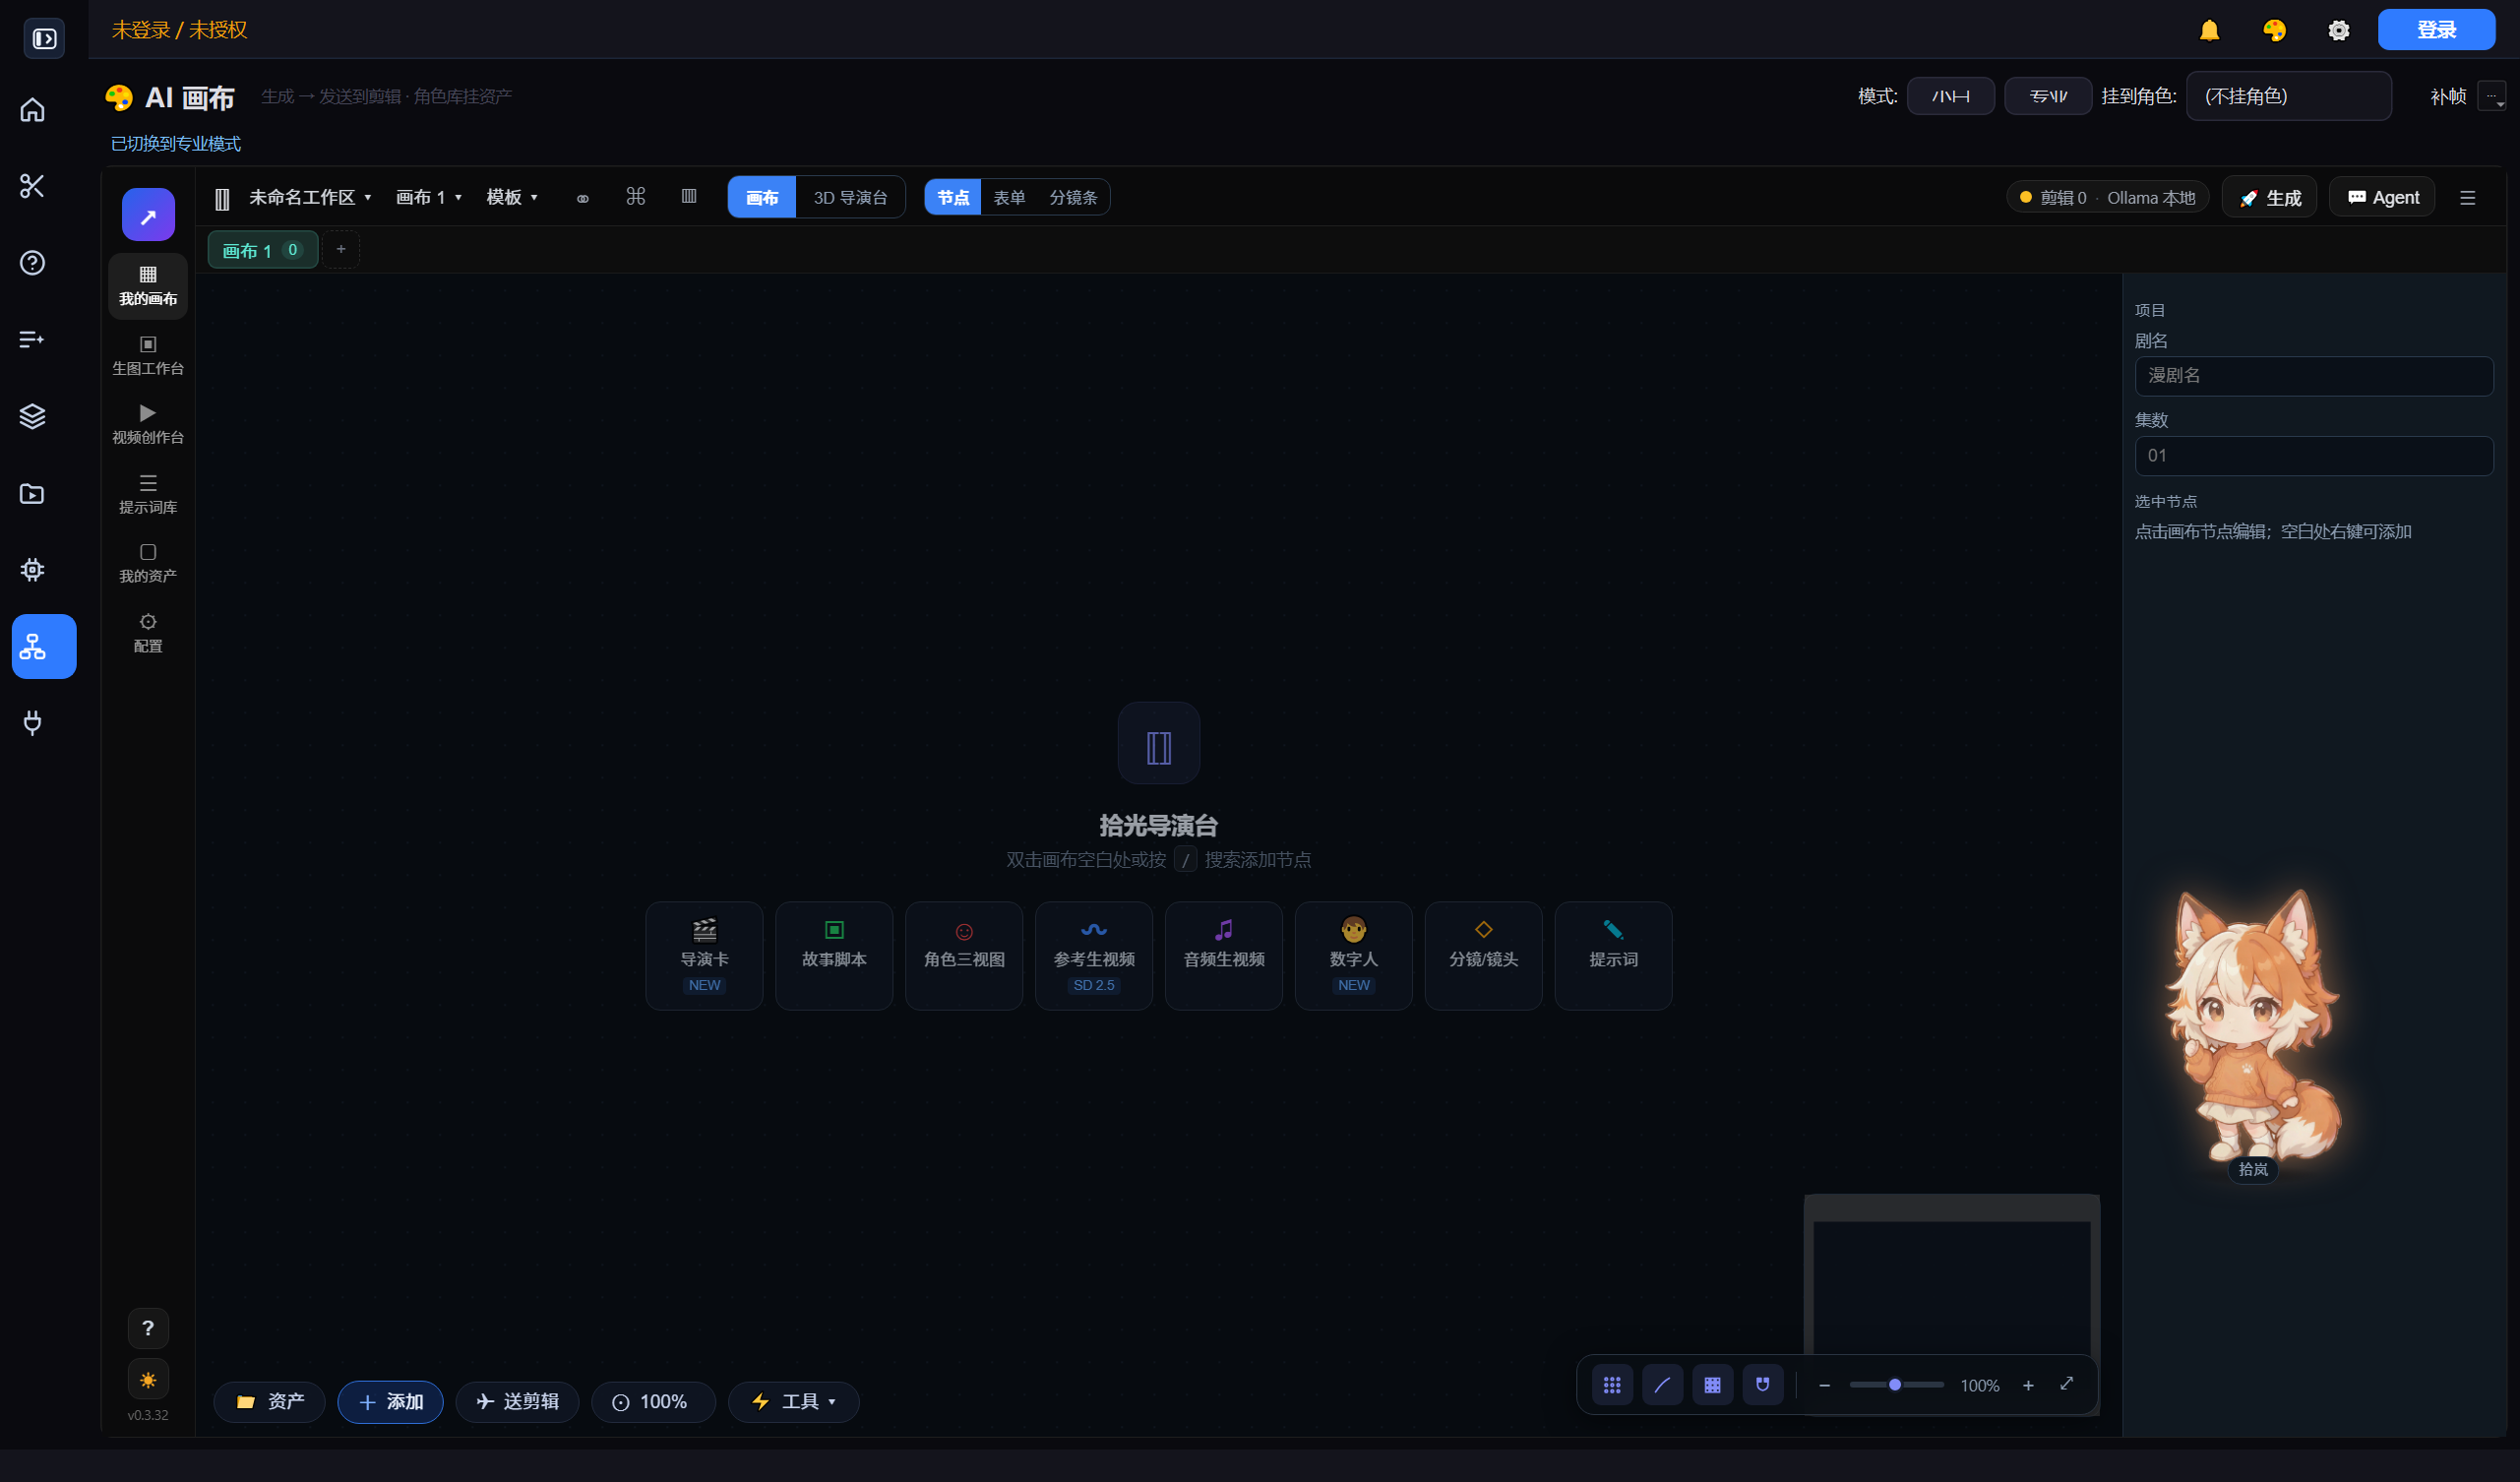 未登录 / 未授权
登录
AI 画布 生成 → 发送到剪辑 · 角色库挂资产
模式: 挂到角色: (不挂角色) 补帧
已切换到专业模式
未命名工作区 画布 1 模板 画布 3D 导演台 节点 表单 分镜条 剪辑 0 · Ollama 本地 生成 Agent
画布 1 0 +
我的画布
生图工作台
视频创作台
提示词库
我的资产
配置
项目
剧名
漫剧名
集数
01
选中节点
点击画布节点编辑；空白处右键可添加
拾光导演台
双击画布空白处或按 / 搜索添加节点
导演卡 故事脚本 角色三视图 参考生视频 音频生视频 数字人 分镜/镜头 提示词
NEW SD 2.5 NEW
拾岚
?
v0.3.32
资产 + 添加 送剪辑 100% 工具
− 100% +